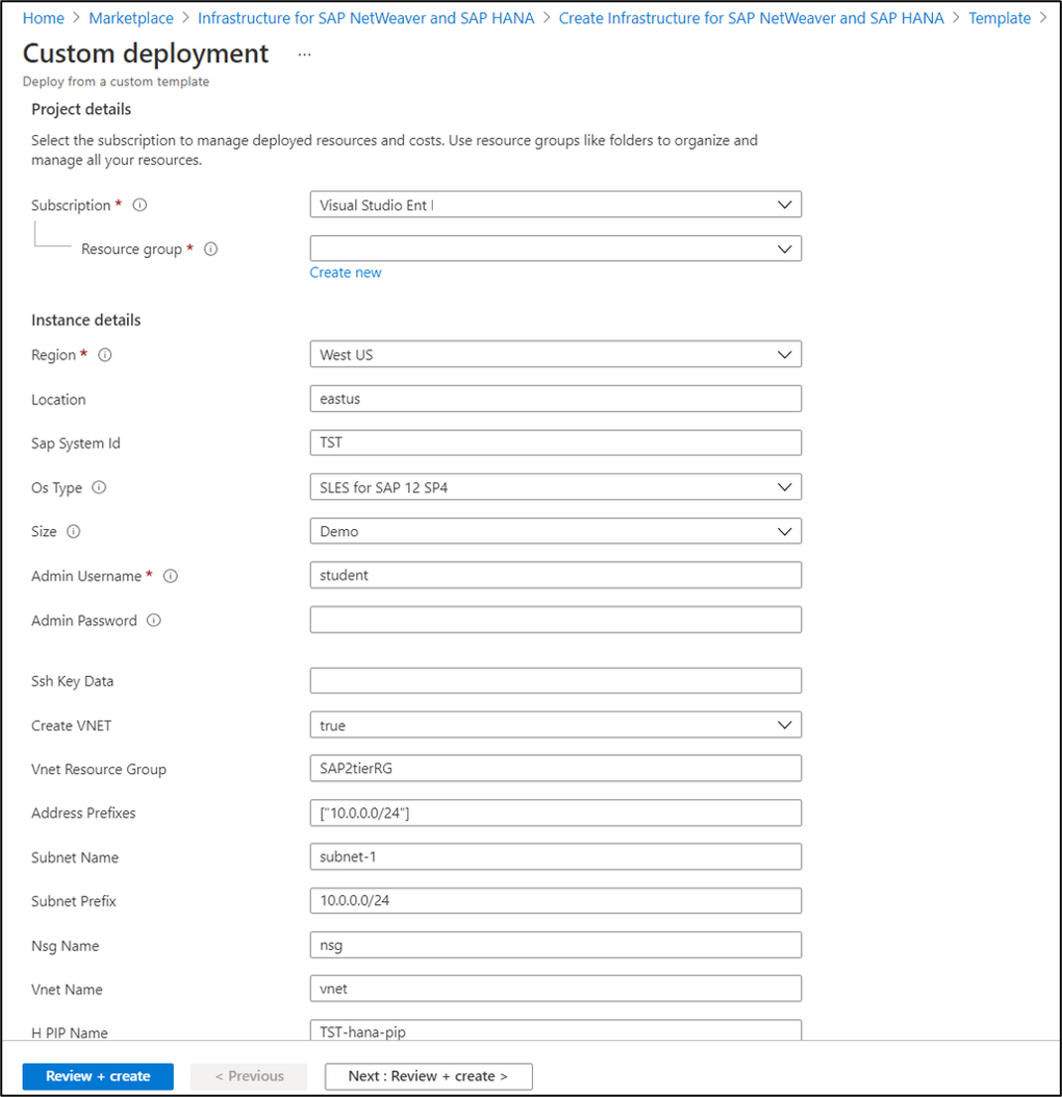 Home > Marketplace > Infrastructure for SAP NetWeaver and SAP HANA > Create Infrastructure for SAP NetWeaver and SAP HANA > Template >
Custom deployment ...
Deploy from a custom template
Project details
Select the subscription to manage deployed resources and costs. Use resource groups like folders to organize and
manage all your resources.
Subscription * Visual Studio Ent
Resource group *
Create new
Instance details
Region * West US
Location eastus
Sap System Id TST
Os Type SLES for SAP 12 SP4
Size Demo
Admin Username * student
Admin Password
Ssh Key Data
Create VNET true
Vnet Resource Group SAP2tierRG
Address Prefixes ["10.0.0.0/24"]
Subnet Name subnet-1
Subnet Prefix 10.0.0.0/24
Nsg Name nsg
Vnet Name vnet
H PIP Name TST-hana-pip
Review + create < Previous Next : Review + create >